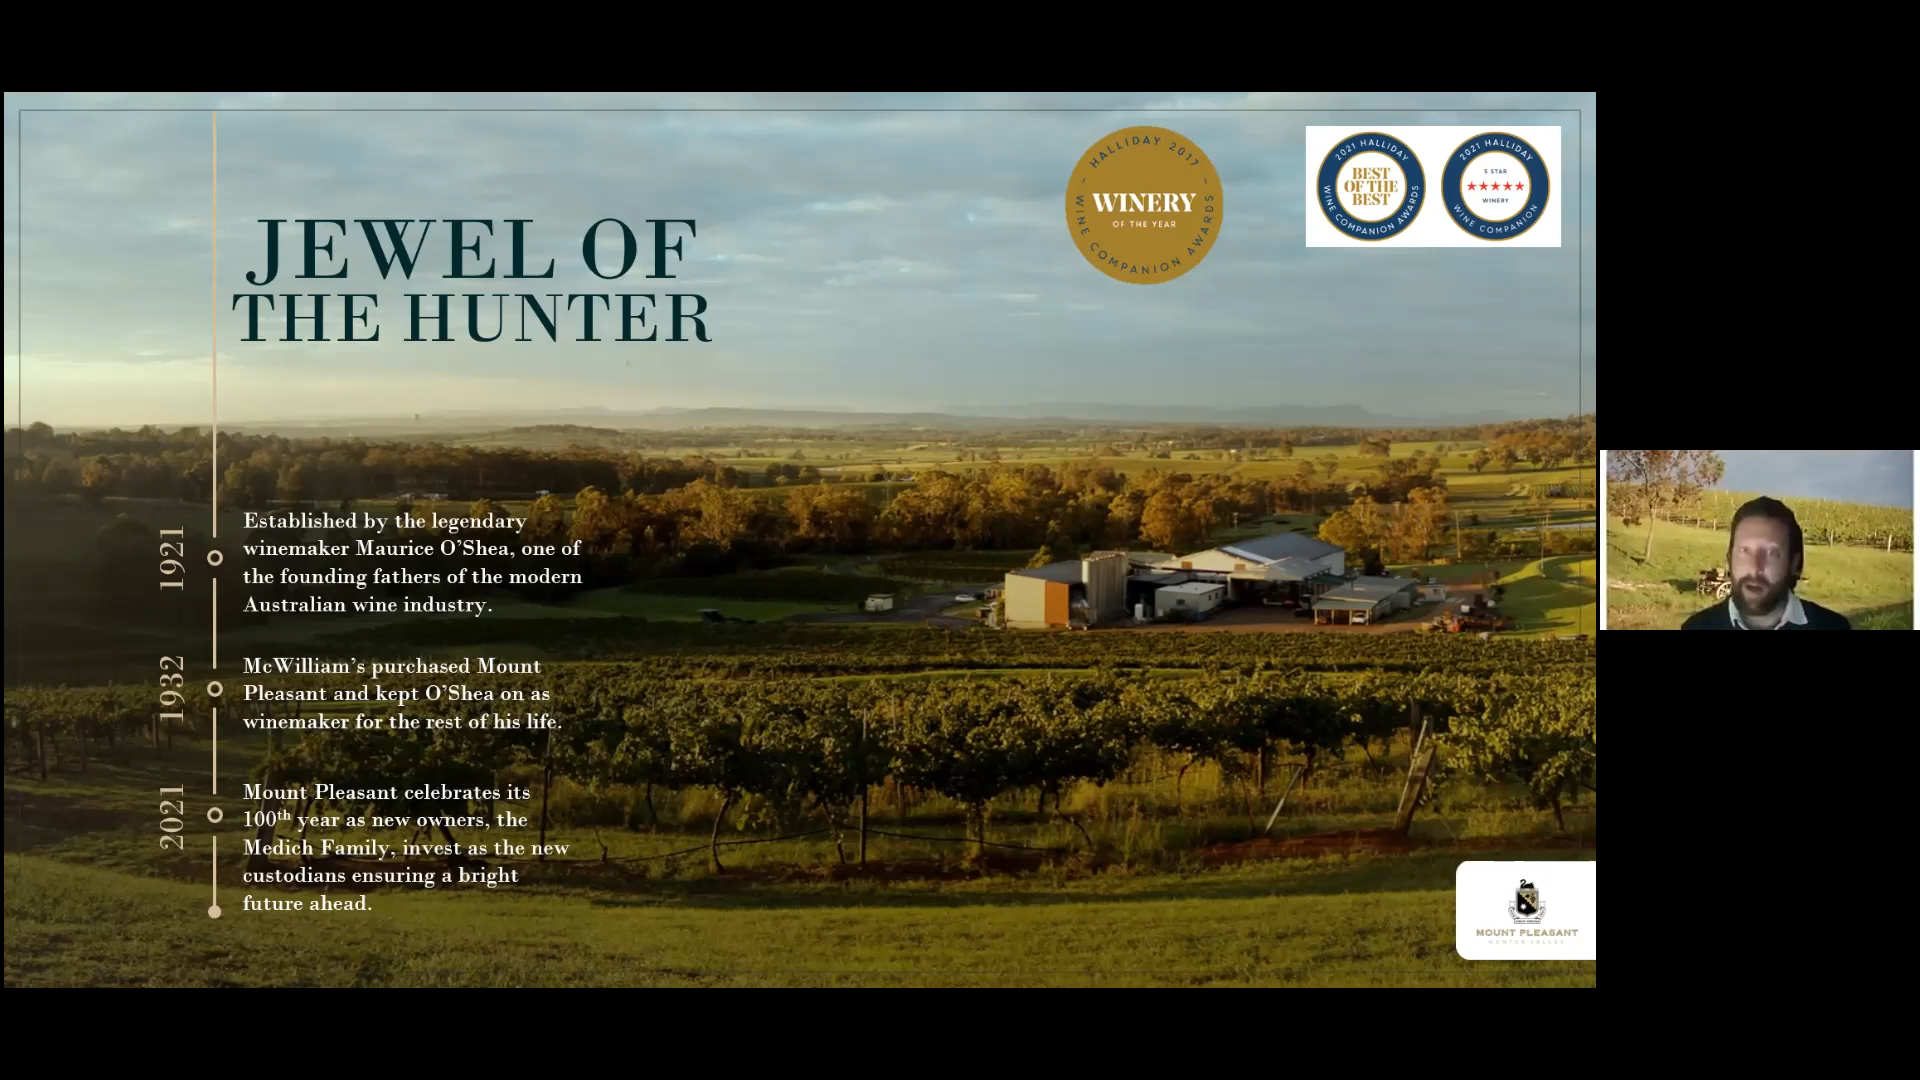 JEWEL OF
THE HUNTER
HALLIDAY 2017
WINERY
OF THE YEAR
WINE COMPANION AWARDS
2021 HALLIDAY
BEST
OF THE
BEST
WINE COMPANION AWARDS
2021 HALLIDAY
5 STAR
WINERY
WINE COMPANION
1921
Established by the legendary
winemaker Maurice O’Shea, one of
the founding fathers of the modern
Australian wine industry.
1932
McWilliam’s purchased Mount
Pleasant and kept O’Shea on as
winemaker for the rest of his life.
2021
Mount Pleasant celebrates its
100th year as new owners, the
Medich Family, invest as the new
custodians ensuring a bright
future ahead.
MOUNT PLEASANT
HUNTER VALLEY